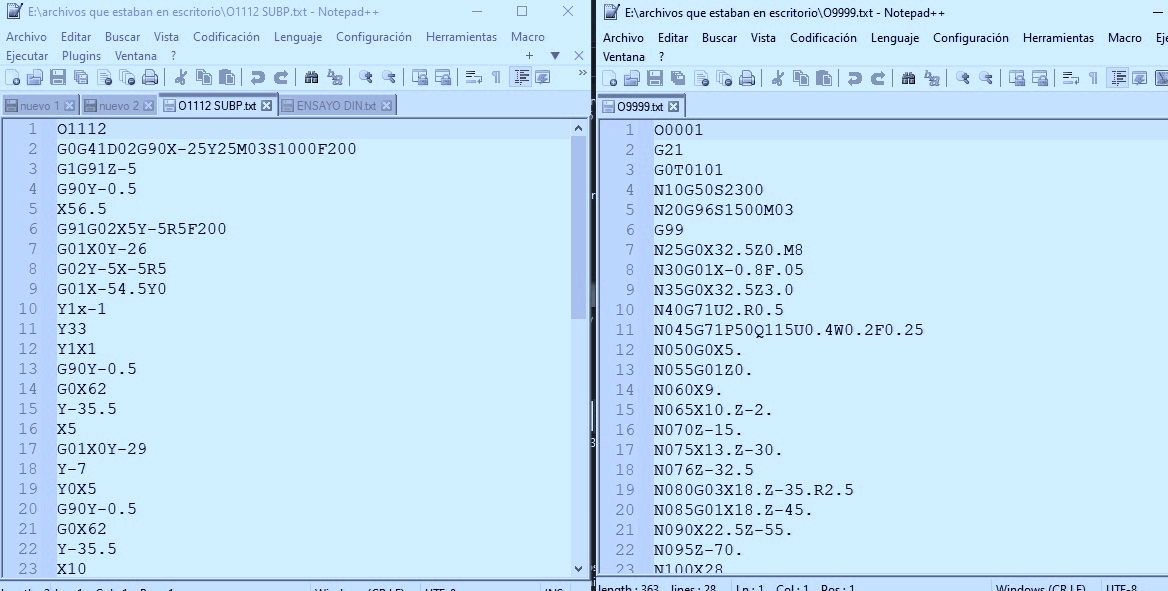 E:\archivos que estaban en escritorio\O1112 SUBP.txt - Notepad++
Archivo Editar Buscar Vista Codificación Lenguaje Configuración Herramientas Macro
Ejecutar Plugins Ventana ?
nuevo 1 nuevo 2 O1112 SUBP.txt ENSAYO DIN.txt
1 O1112
2 G0G41D02G90X-25Y25M03S1000F200
3 G1G91Z-5
4 G90Y-0.5
5 X56.5
6 G91G02X5Y-5R5F200
7 G01X0Y-26
8 G02Y-5X-5R5
9 G01X-54.5Y0
10 Y1x-1
11 Y33
12 Y1X1
13 G90Y-0.5
14 G0X62
15 Y-35.5
16 X5
17 G01X0Y-29
18 Y-7
19 Y0X5
20 G90Y-0.5
21 G0X62
22 Y-35.5
23 X10
E:\archivos que estaban en escritorio\O9999.txt - Notepad++
Archivo Editar Buscar Vista Codificación Lenguaje Configuración Herramientas Macro
Ventana ?
O9999.txt
1 O0001
2 G21
3 G0T0101
4 N10G50S2300
5 N20G96S1500M03
6 G99
7 N25G0X32.5Z0.M8
8 N30G01X-0.8F.05
9 N35G0X32.5Z3.0
10 N40G71U2.R0.5
11 N045G71P50Q115U0.4W0.2F0.25
12 N050G0X5.
13 N055G01Z0.
14 N060X9.
15 N065X10.Z-2.
16 N070Z-15.
17 N075X13.Z-30.
18 N076Z-32.5
19 N080G03X18.Z-35.R2.5
20 N085G01X18.Z-45.
21 N090X22.5Z-55.
22 N095Z-70.
23 N100X28
length : 363 lines : 28 Ln : 1 Col : 1 Pos : 1 Windows (CR LF) UTF-8